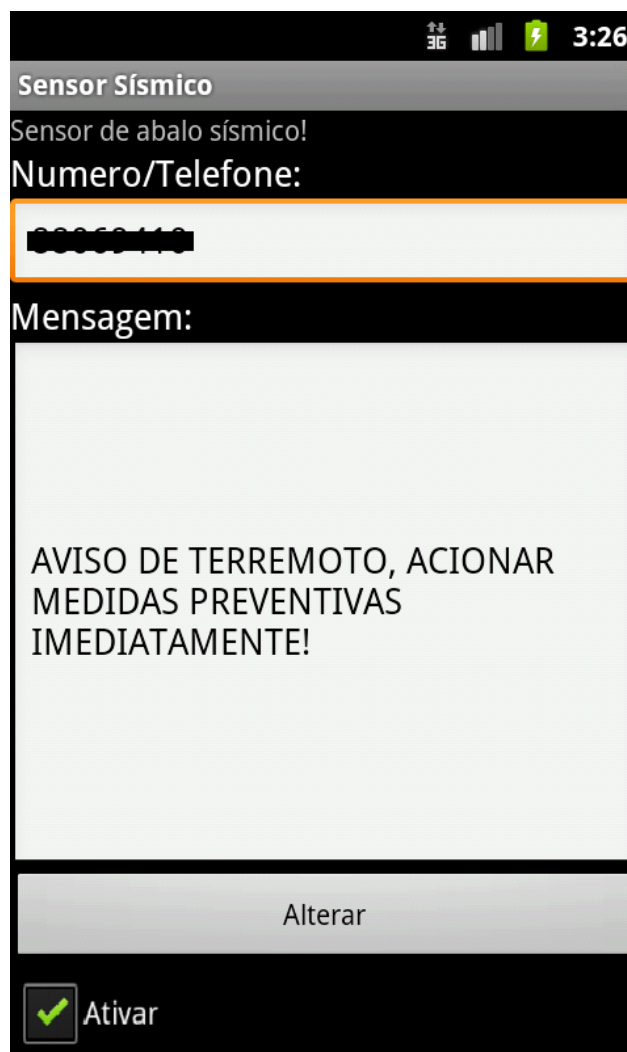 3G 3:26
Sensor Sísmico
Sensor de abalo sísmico!
Numero/Telefone:
Mensagem:
AVISO DE TERREMOTO, ACIONAR
MEDIDAS PREVENTIVAS
IMEDIATAMENTE!
Alterar
Ativar